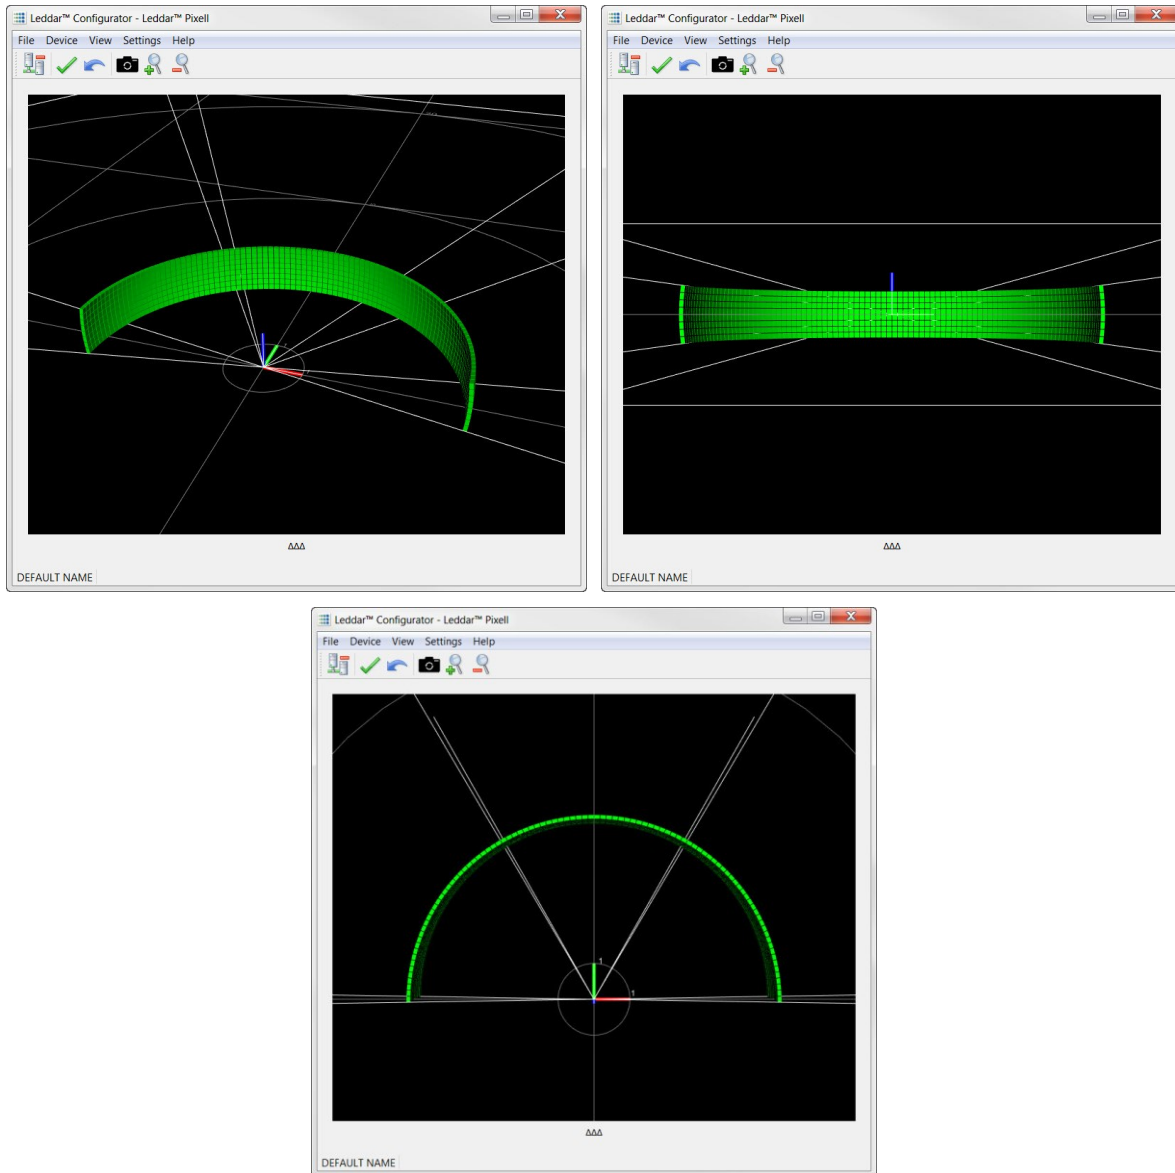 Leddar™ Configurator - Leddar™ Pixell
File Device View Settings Help
ΔΔΔ
DEFAULT NAME
Leddar™ Configurator - Leddar™ Pixell
File Device View Settings Help
ΔΔΔ
DEFAULT NAME
Leddar™ Configurator - Leddar™ Pixell
File Device View Settings Help
1
1
ΔΔΔ
DEFAULT NAME